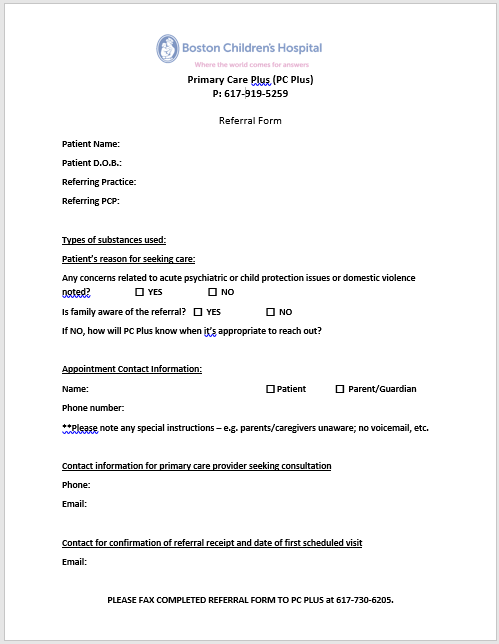 Boston Children's Hospital
Where the world comes for answers
Primary Care Plus (PC Plus)
P: 617-919-5259
Referral Form
Patient Name:
Patient D.O.B.:
Referring Practice:
Referring PCP:
Types of substances used:
Patient's reason for seeking care:
Any concerns related to acute psychiatric or child protection issues or domestic violence
noted? ☐ YES ☐ NO
Is family aware of the referral? ☐ YES ☐ NO
If NO, how will PC Plus know when it's appropriate to reach out?
Appointment Contact Information:
Name: ☐ Patient ☐ Parent/Guardian
Phone number:
**Please note any special instructions – e.g. parents/caregivers unaware; no voicemail, etc.
Contact information for primary care provider seeking consultation
Phone:
Email:
Contact for confirmation of referral receipt and date of first scheduled visit
Email:
PLEASE FAX COMPLETED REFERRAL FORM TO PC PLUS at 617-730-6205.